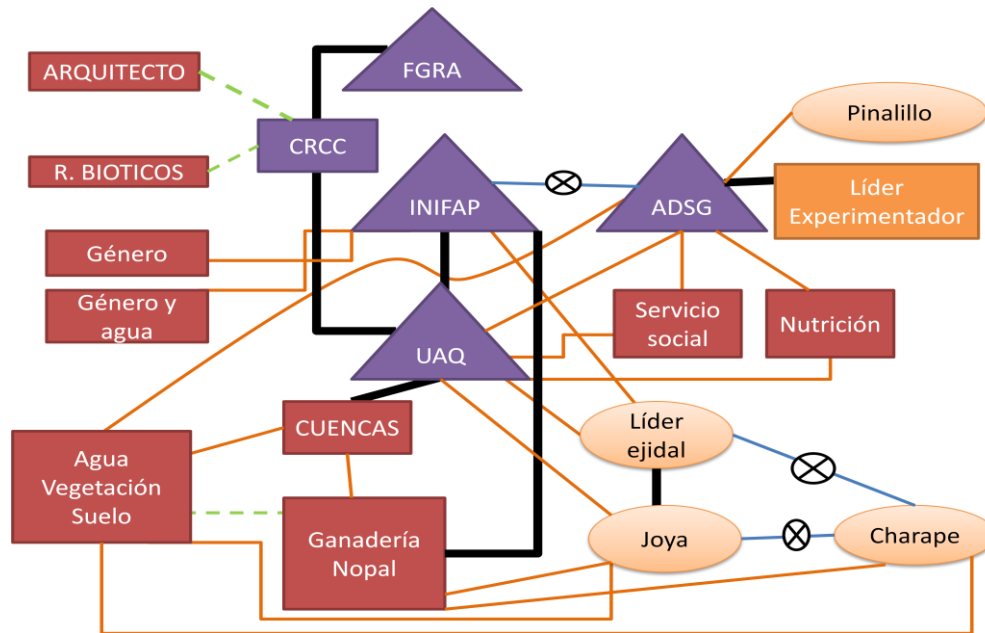 FGRA
ARQUITECTO
Pinalillo
CRCC
R. BIOTICOS
INIFAP
ADSG
Líder
Experimentador
Género
Género y
agua
Servicio
social
Nutrición
UAQ
CUENCAS
Líder
ejidal
Agua
Vegetación
Suelo
Ganadería
Nopal
Joya
Charape